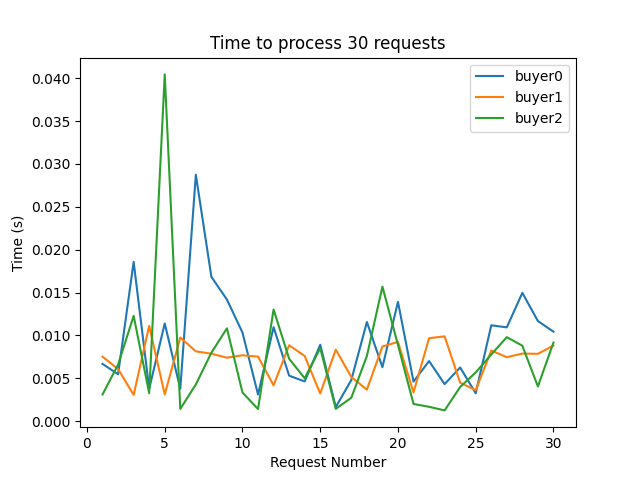 Time to process 30 requests
buyer0
buyer1
buyer2
0.040
0.035
0.030
0.025
0.020
0.015
0.010
0.005
0.000
Time (s)
0 5 10 15 20 25 30
Request Number